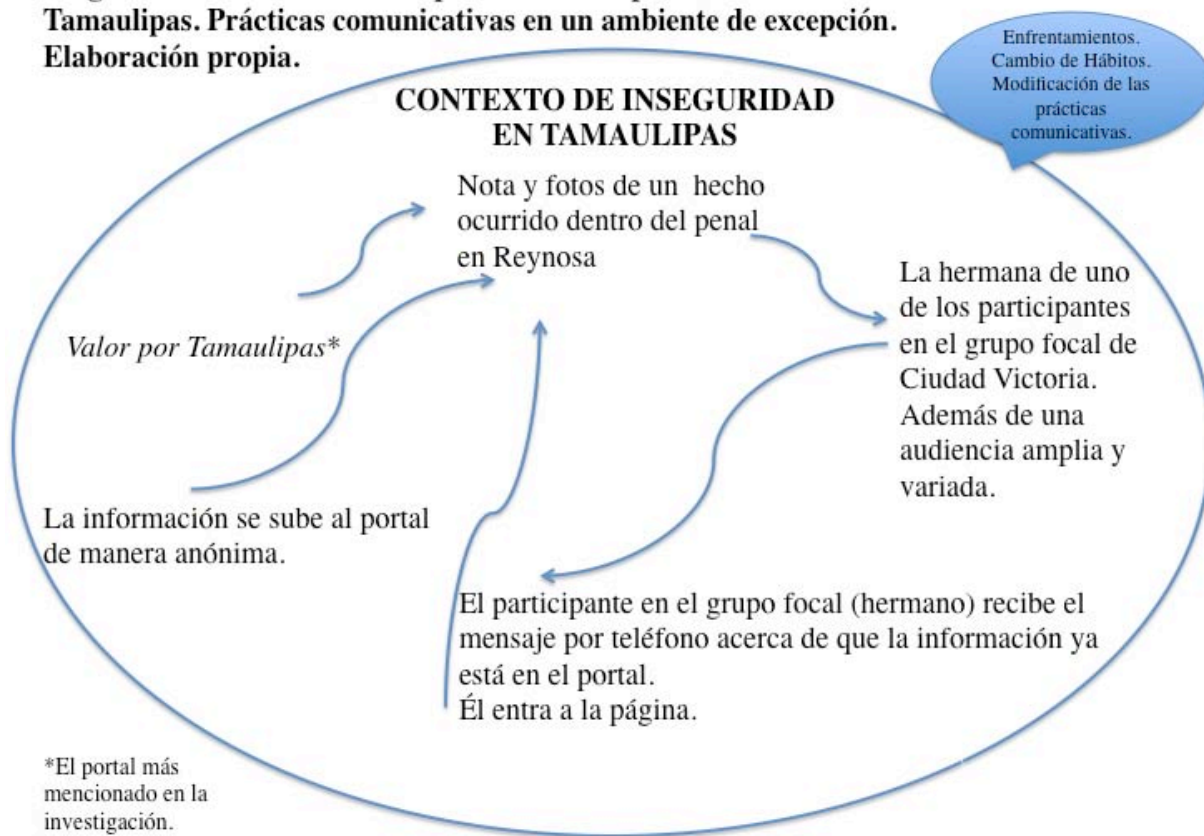 Tamaulipas. Prácticas comunicativas en un ambiente de excepción.
Elaboración propia.
Enfrentamientos.
Cambio de Hábitos.
Modificación de las
prácticas
comunicativas.
CONTEXTO DE INSEGURIDAD
EN TAMAULIPAS
Nota y fotos de un hecho
ocurrido dentro del penal
en Reynosa
La hermana de uno
de los participantes
en el grupo focal de
Ciudad Victoria.
Además de una
audiencia amplia y
variada.
Valor por Tamaulipas*
La información se sube al portal
de manera anónima.
El participante en el grupo focal (hermano) recibe el
mensaje por teléfono acerca de que la información ya
está en el portal.
Él entra a la página.
*El portal más
mencionado en la
investigación.